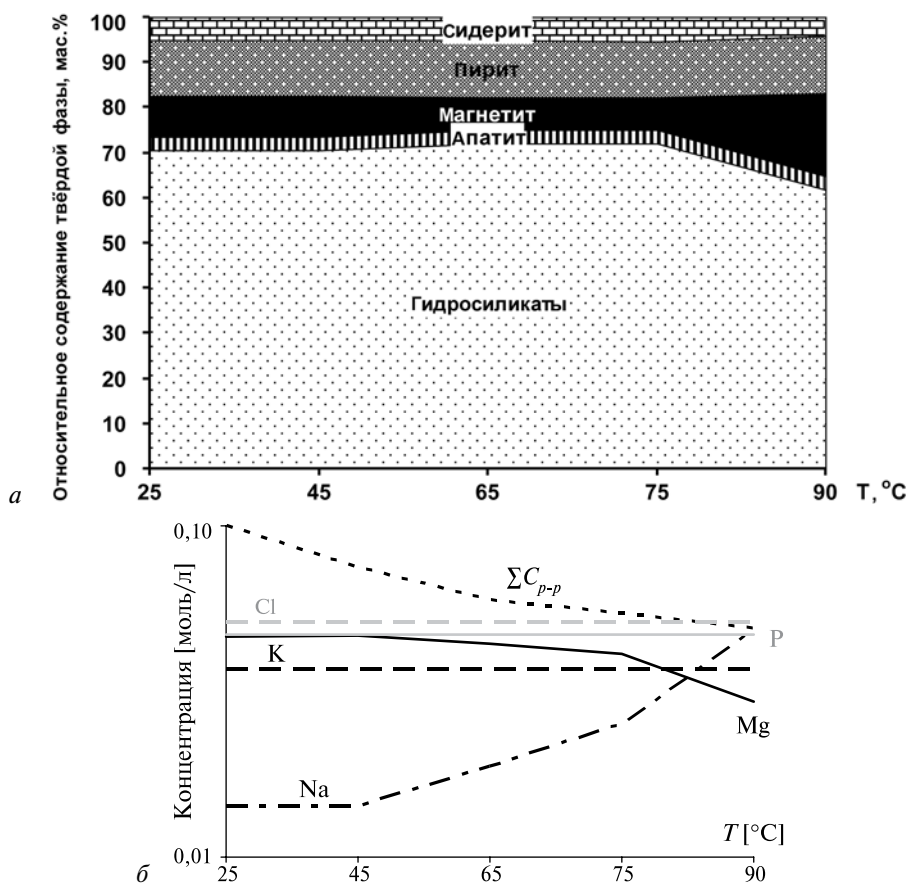 Относительное содержание твёрдой фазы, мас.%
100
90
80
70
60
50
40
30
20
10
0
Сидерит
Пирит
Магнетит
Апатит
Гидросиликаты
25 45 65 75 90 T, °C
а
Концентрация [моль/л]
0,10
∑Cр-р
Cl
P
K
Mg
Na
T [°C]
0,01
25 45 65 75 90
б